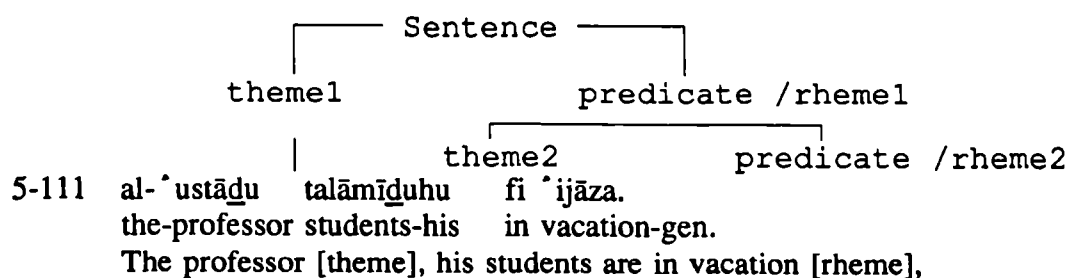 Sentence
theme1 predicate /rheme1
theme2 predicate /rheme2
5-111 al-ʾustāḏu talāmīḏuhu fi ʾijāza.
the-professor students-his in vacation-gen.
The professor [theme], his students are in vacation [rheme],